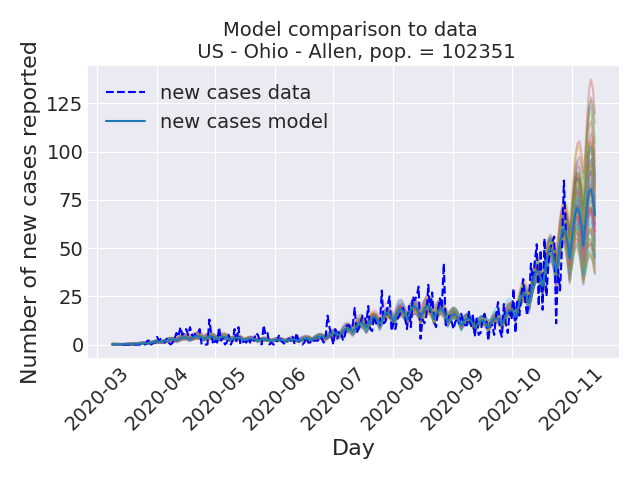 Model comparison to data
US - Ohio - Allen, pop. = 102351
Number of new cases reported
125
100
75
50
25
0
new cases data
new cases model
2020-03
2020-04
2020-05
2020-06
2020-07
2020-08
2020-09
2020-10
2020-11
Day